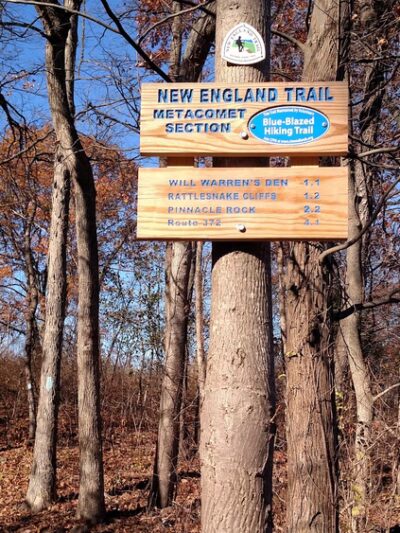 NEW ENGLAND TRAIL
METACOMET
SECTION
Blue-Blazed
Hiking Trail
WILL WARREN'S DEN 1.1
RATTLESNAKE CLIFFS 1.2
PINNACLE ROCK 2.2
Route 372 4.1